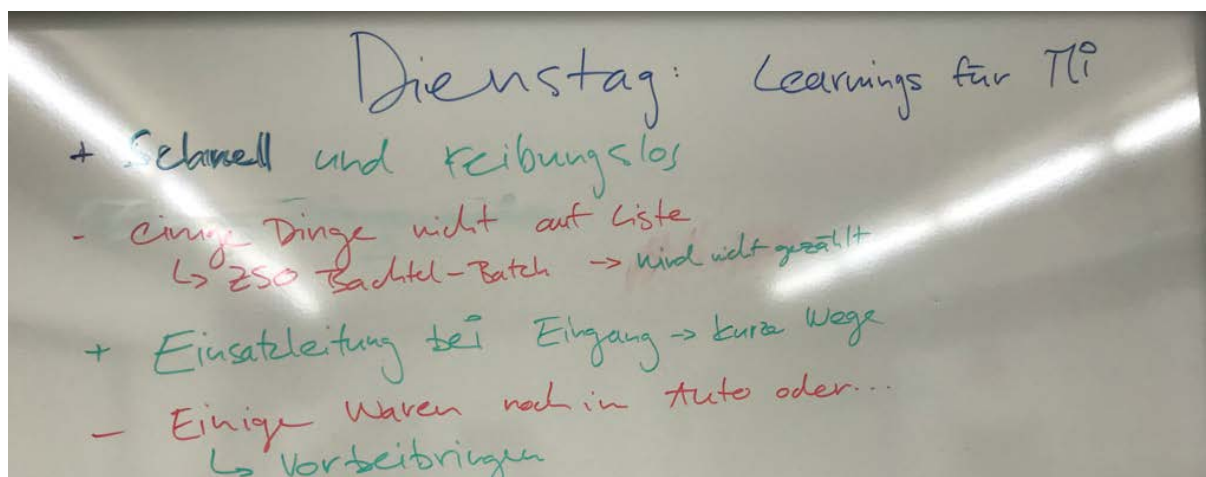 Dienstag: Learnings für Mi
+ Schnell und reibungslos
- einige Dinge nicht auf Liste
↳ ZSO Bachtel-Batch → wird nicht gezählt
+ Einsatzleitung bei Eingang → kurze Wege
- Einige Waren noch in Auto oder...
↳ Vorbeibringen